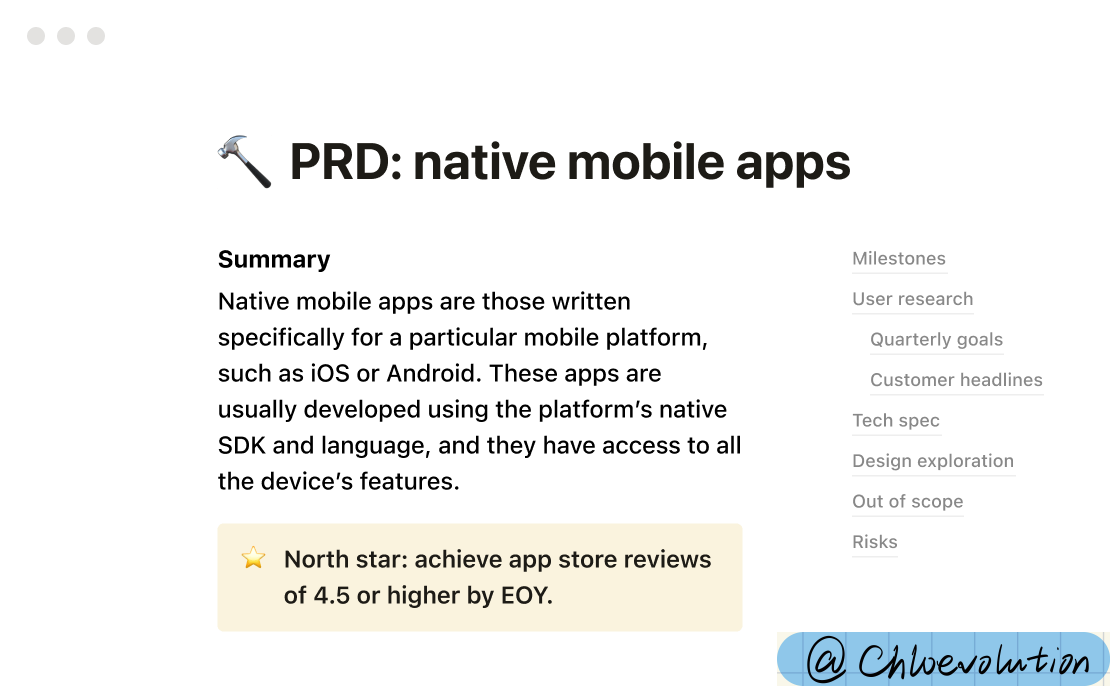 PRD: native mobile apps
Summary
Native mobile apps are those written
specifically for a particular mobile platform,
such as iOS or Android. These apps are
usually developed using the platform’s native
SDK and language, and they have access to all
the device’s features.
North star: achieve app store reviews
of 4.5 or higher by EOY.
Milestones
User research
Quarterly goals
Customer headlines
Tech spec
Design exploration
Out of scope
Risks
@Chloevolution